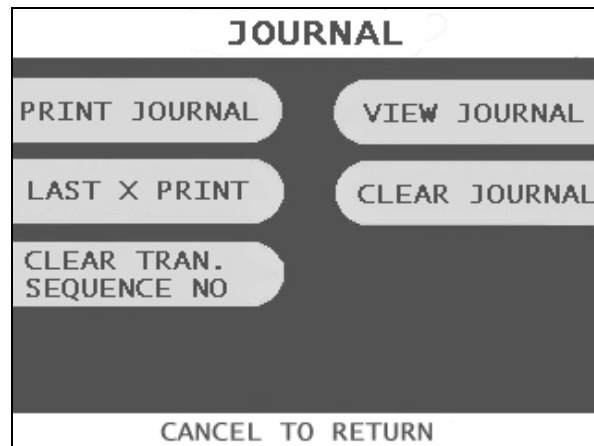 JOURNAL
PRINT JOURNAL
VIEW JOURNAL
LAST X PRINT
CLEAR JOURNAL
CLEAR TRAN.
SEQUENCE NO
CANCEL TO RETURN